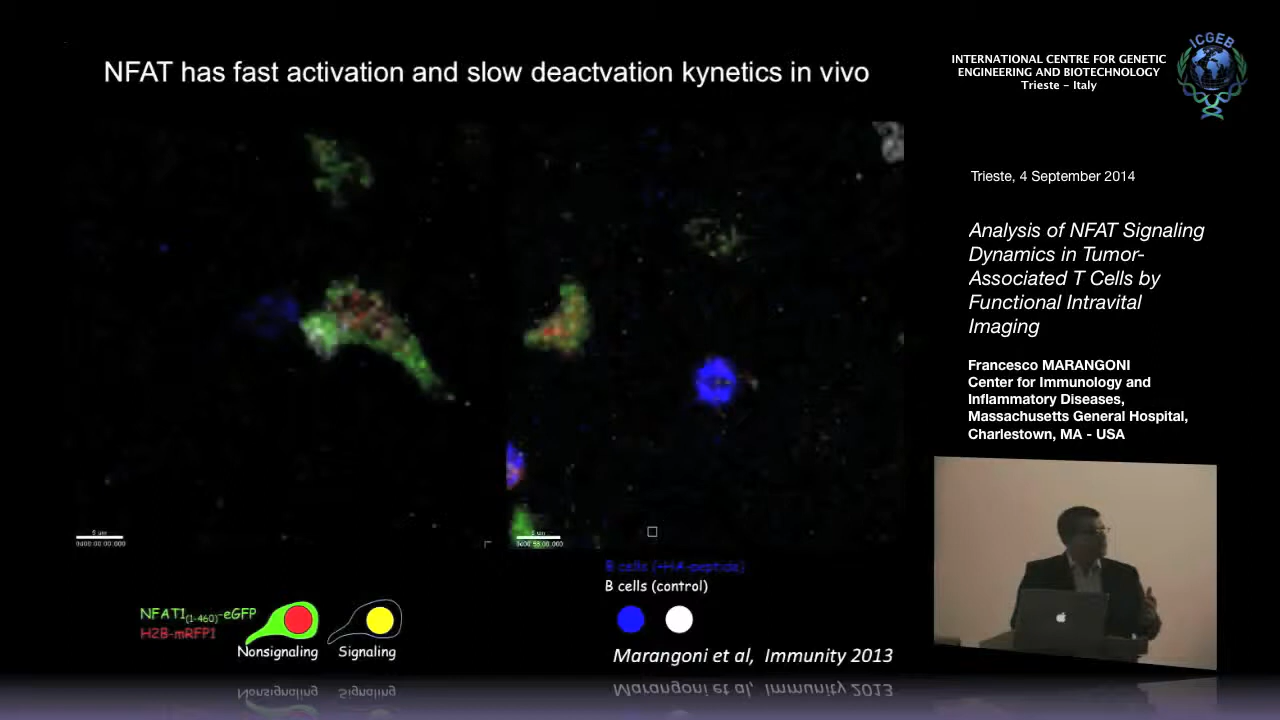 NFAT has fast activation and slow deactvation kynetics in vivo
INTERNATIONAL CENTRE FOR GENETIC
ENGINEERING AND BIOTECHNOLOGY
Trieste – Italy
ICGEB
Trieste, 4 September 2014
Analysis of NFAT Signaling
Dynamics in Tumor-
Associated T Cells by
Functional Intravital
Imaging
Francesco MARANGONI
Center for Immunology and
Inflammatory Diseases,
Massachusetts General Hospital,
Charlestown, MA - USA
B cells (+HA-peptide)
B cells (control)
NFAT1(1-460)-eGFP
H2B-mRFP1
Nonsignaling
Signaling
Marangoni et al, Immunity 2013